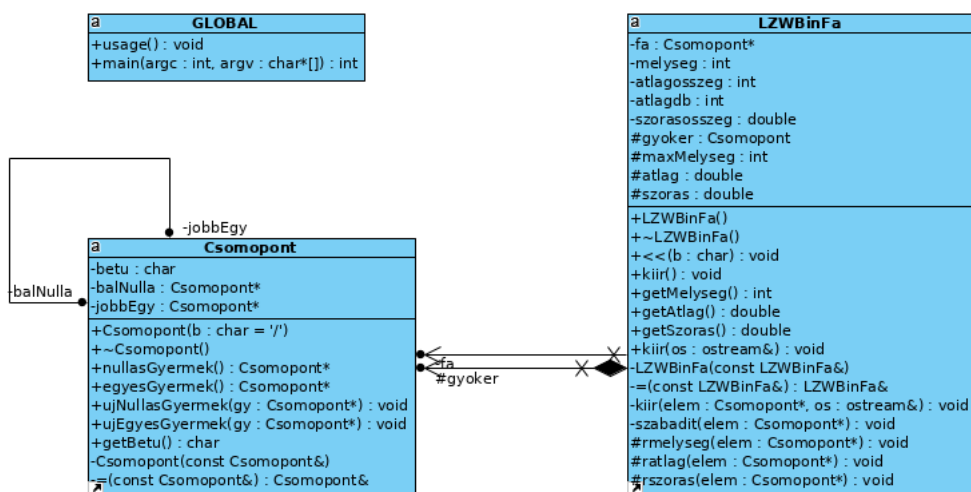 a
GLOBAL
+usage() : void
+main(argc : int, argv : char*[]) : int
-jobbEgy
-balNulla
a
Csomopont
-betu : char
-balNulla : Csomopont*
-jobbEgy : Csomopont*
+Csomopont(b : char = '/')
+~Csomopont()
+nullasGyermek() : Csomopont*
+egyesGyermek() : Csomopont*
+ujNullasGyermek(gy : Csomopont*) : void
+ujEgyesGyermek(gy : Csomopont*) : void
+getBetu() : char
-Csomopont(const Csomopont&)
-=(const Csomopont&) : Csomopont&
-fa
#gyoker
a
LZWBinFa
-fa : Csomopont*
-melyseg : int
-atlagosszeg : int
-atlagdb : int
-szorasosszeg : double
#gyoker : Csomopont
#maxMelyseg : int
#atlag : double
#szoras : double
+LZWBinFa()
+~LZWBinFa()
+<<(b : char) : void
+kiir() : void
+getMelyseg() : int
+getAtlag() : double
+getSzoras() : double
+kiir(os : ostream&) : void
-LZWBinFa(const LZWBinFa&)
-=(const LZWBinFa&) : LZWBinFa&
-kiir(elem : Csomopont*, os : ostream&) : void
-szabadit(elem : Csomopont*) : void
#rmelyseg(elem : Csomopont*) : void
#ratlag(elem : Csomopont*) : void
#rszoras(elem : Csomopont*) : void